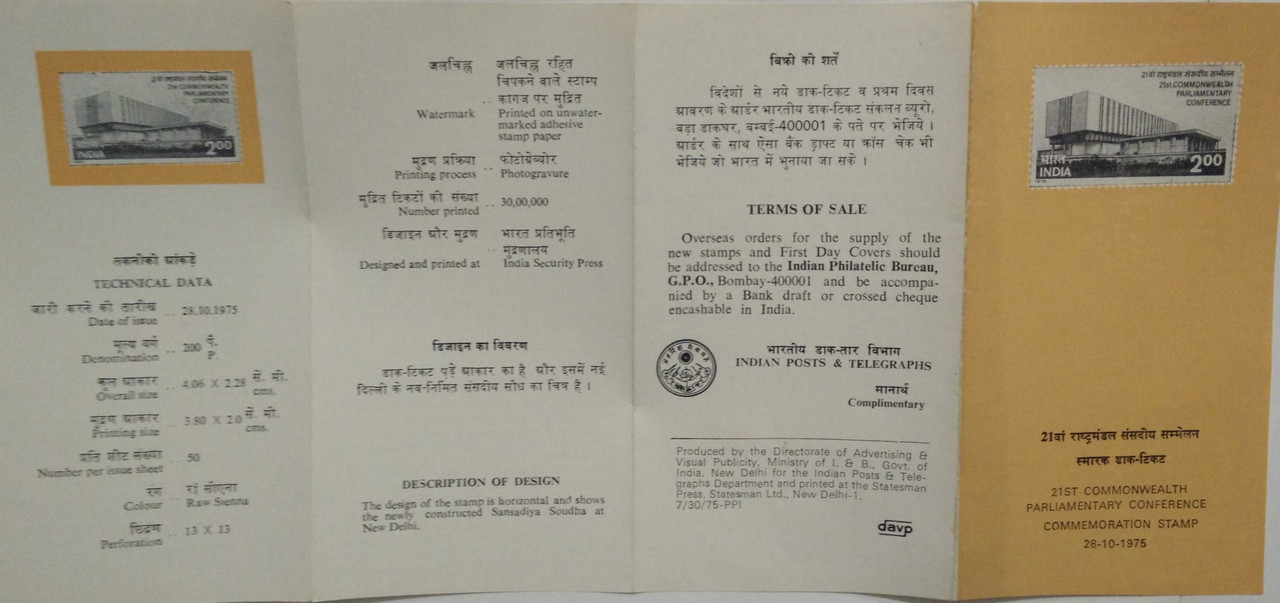 21वां राष्ट्रमंडल संसदीय सम्मेलन
21st COMMONWEALTH
PARLIAMENTARY
CONFERENCE
INDIA
2.00
तकनीकी आंकड़े
TECHNICAL DATA
जारी करने की तारीख .. 28.10.1975
Date of issue
मूल्य वर्ग .. 200 पै.
Denomination P.
कुल आकार .. 4.06 X 2.28 सें. मी.
Overall size cms.
मुद्रण आकार .. 3.80 X 2.0 सें. मी.
Printing size cms.
प्रति शीट संख्या .. 50
Number per issue sheet
रंग .. रॉ सीएना
Colour Raw Sienna
छिद्रण .. 13 X 13
Perforation
जलचिह्न जलचिह्न रहित
चिपकने वाले स्टाम्प
.. कागज पर मुद्रित
Watermark Printed on unwater-
marked adhesive
stamp paper
मुद्रण प्रक्रिया .. फोटोग्रेव्योर
Printing process Photogravure
मुद्रित टिकटों की संख्या .. 30,00,000
Number printed
डिजाइन और मुद्रण भारत प्रतिभूति
.. मुद्रणालय
Designed and printed at India Security Press
डिजाइन का विवरण
डाक-टिकट पड़े आकार का है और इसमें नई
दिल्ली के नव-निर्मित संसदीय सौध का चित्र है ।
DESCRIPTION OF DESIGN
The design of the stamp is horizontal and shows
the newly constructed Sansadiya Soudha at
New Delhi.
बिक्री की शर्तें
विदेशों से नये डाक-टिकट व प्रथम दिवस
आवरण के आर्डर भारतीय डाक-टिकट संकलन ब्यूरो,
बड़ा डाकघर, बम्बई-400001 के पते पर भेजिये ।
आर्डर के साथ ऐसा बैंक ड्राफ्ट या क्रॉस चेक भी
भेजिये जो भारत में भुनाया जा सके ।
TERMS OF SALE
Overseas orders for the supply of the
new stamps and First Day Covers should
be addressed to the Indian Philatelic Bureau,
G.P.O., Bombay-400001 and be accompa-
nied by a Bank draft or crossed cheque
encashable in India.
भारतीय डाक-तार विभाग
INDIAN POSTS & TELEGRAPHS
मानार्थ
Complimentary
Produced by the Directorate of Advertising &
Visual Publicity, Ministry of I. & B., Govt. of
India, New Delhi for the Indian Posts & Tele-
graphs Department and printed at the Statesman
Press, Statesman Ltd., New Delhi-1.
7/30/75-PPI
davp
21वां राष्ट्रमंडल संसदीय सम्मेलन
21st COMMONWEALTH
PARLIAMENTARY
CONFERENCE
भारत
INDIA
2.00
21वां राष्ट्रमंडल संसदीय सम्मेलन
स्मारक डाक-टिकट
21ST COMMONWEALTH
PARLIAMENTARY CONFERENCE
COMMEMORATION STAMP
28-10-1975